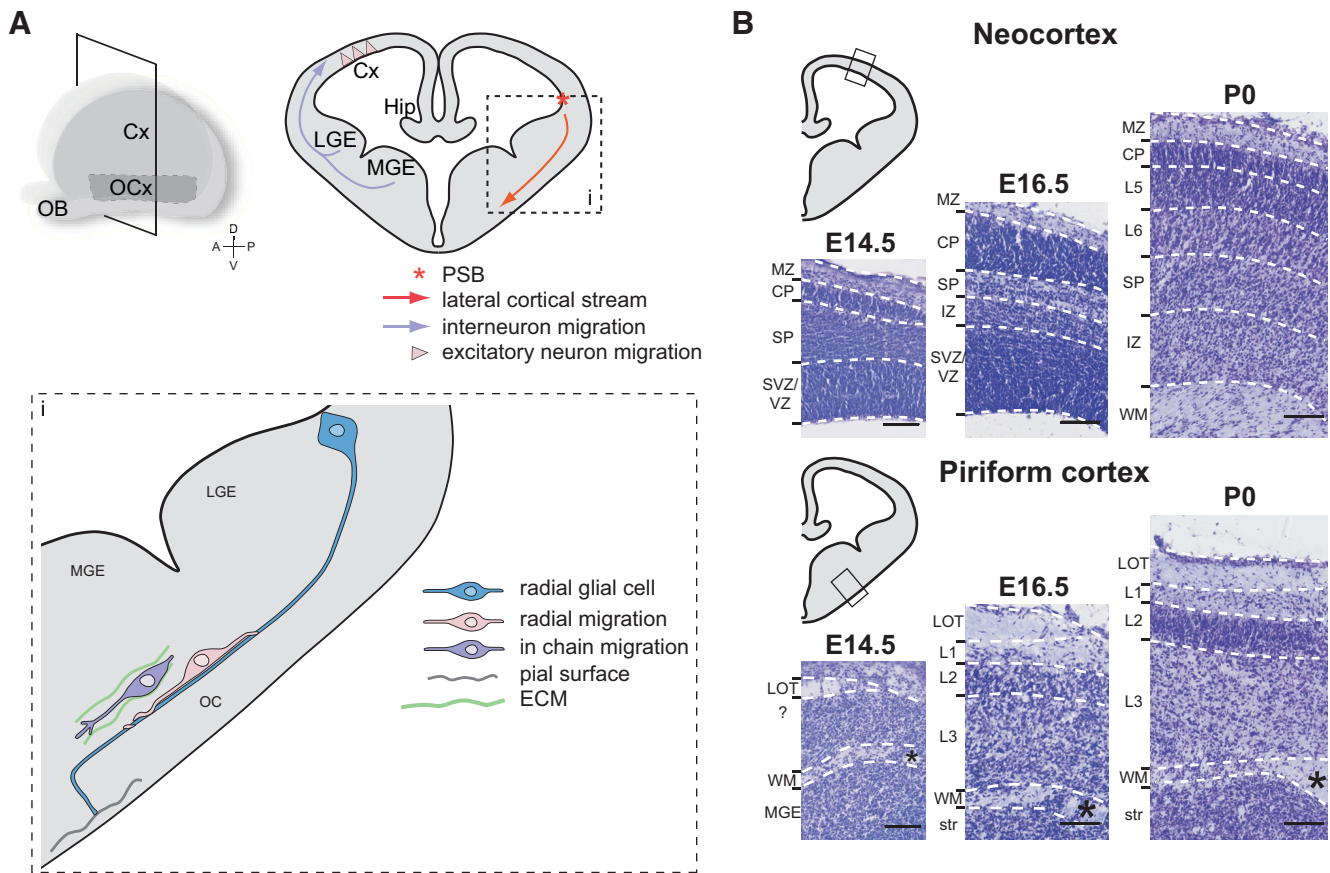 A
Cx
OCx
OB
D
A
P
V
Cx
Hip
LGE
MGE
i
* PSB
lateral cortical stream
interneuron migration
excitatory neuron migration
i
LGE
MGE
OC
radial glial cell
radial migration
in chain migration
pial surface
ECM
B
Neocortex
E14.5
MZ
CP
SP
SVZ/
VZ
E16.5
MZ
CP
SP
IZ
SVZ/
VZ
P0
MZ
CP
L5
L6
SP
IZ
WM
Piriform cortex
E14.5
LOT
?
WM
MGE
*
E16.5
LOT
L1
L2
L3
WM
str
*
P0
LOT
L1
L2
L3
WM
str
*